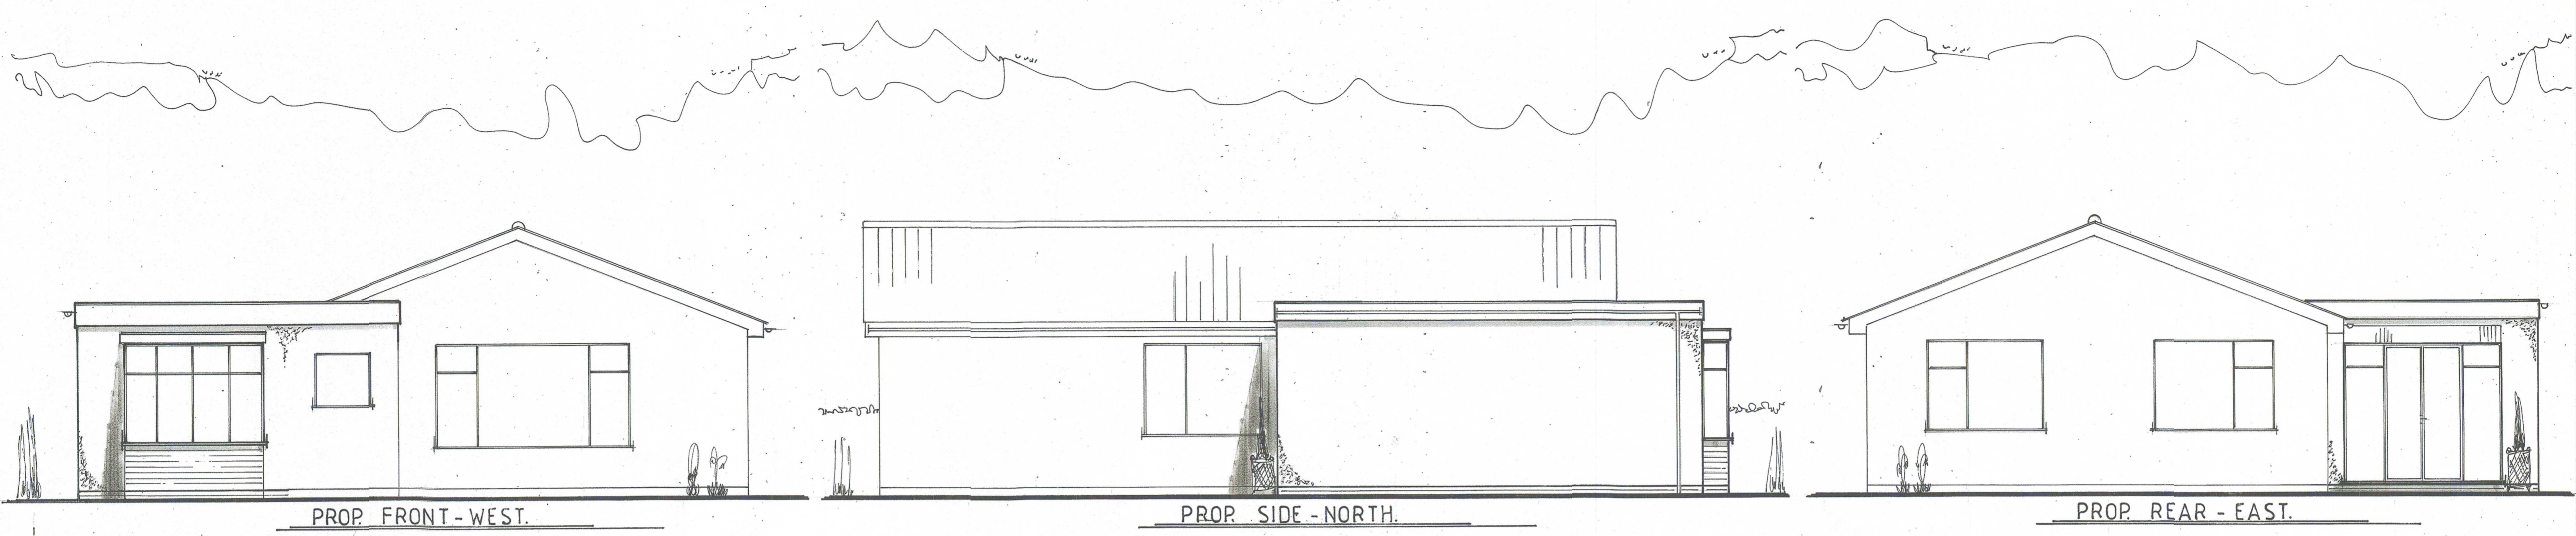 PROP. FRONT - WEST.
PROP. SIDE - NORTH.
PROP. REAR - EAST.